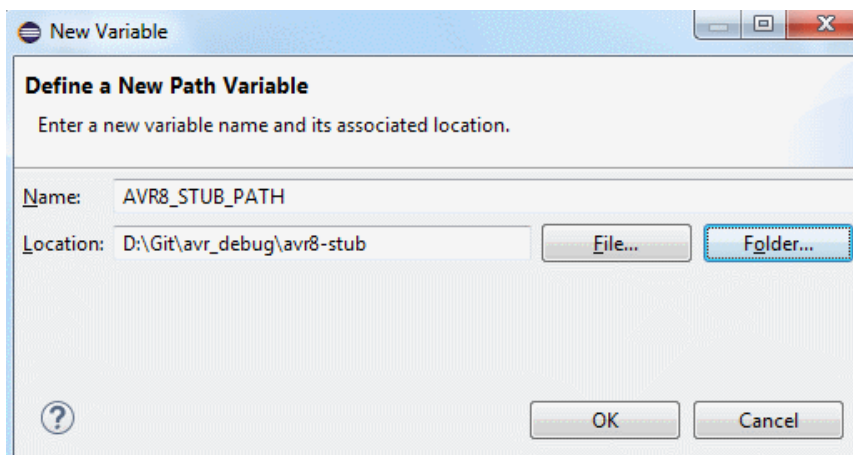 New Variable
Define a New Path Variable
Enter a new variable name and its associated location.
Name: AVR8_STUB_PATH
Location: D:\Git\avr_debug\avr8-stub File... Folder...
? OK Cancel